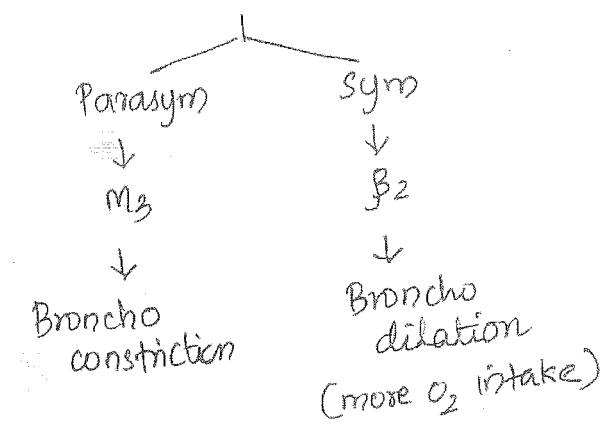 Parasym
Sym
↓
↓
M3
β2
↓
↓
Broncho
constriction
Broncho
dilation
(more O2 intake)